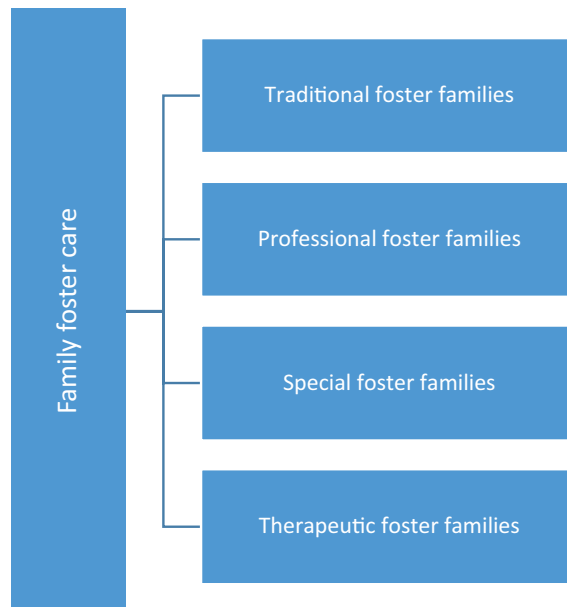 Family foster care
Traditional foster families
Professional foster families
Special foster families
Therapeutic foster families